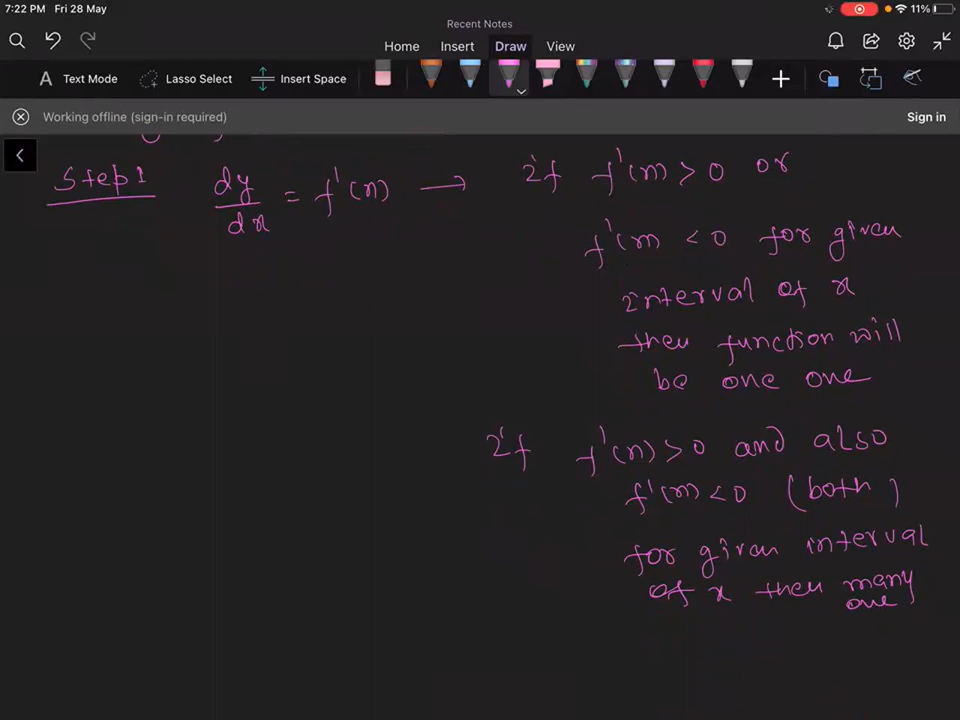 7:22 PM Fri 28 May
11%
Recent Notes
Home Insert Draw View
Text Mode Lasso Select Insert Space
Working offline (sign-in required) Sign in
Step 1 dy/dx = f'(x) → If f'(x) > 0 or
f'(x) < 0 for given
interval of x
then function will
be one one
If f'(x) > 0 and also
f'(x) < 0 (both)
for given interval
of x then many
one